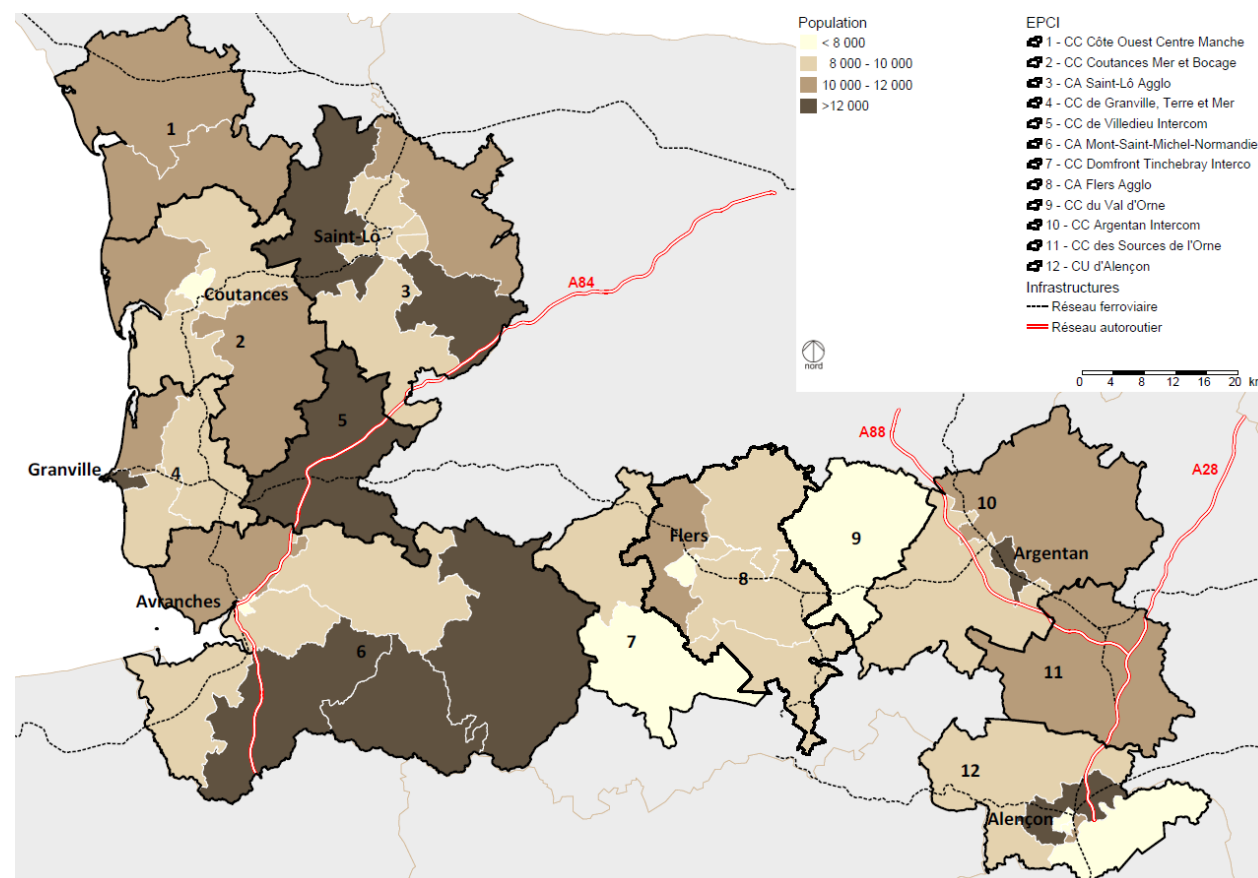 Population
< 8 000
8 000 - 10 000
10 000 - 12 000
>12 000
EPCI
1 - CC Côte Ouest Centre Manche
2 - CC Coutances Mer et Bocage
3 - CA Saint-Lô Agglo
4 - CC de Granville, Terre et Mer
5 - CC de Villedieu Intercom
6 - CA Mont-Saint-Michel-Normandie
7 - CC Domfront Tinchebray Interco
8 - CA Flers Agglo
9 - CC du Val d'Orne
10 - CC Argentan Intercom
11 - CC des Sources de l'Orne
12 - CU d'Alençon
Infrastructures
Réseau ferroviaire
Réseau autoroutier
nord
0 4 8 12 16 20 km
1
Saint-Lô
A84
Coutances
3
2
5
A88
Granville
4
A28
10
Flers
9
Argentan
8
Avranches
7
6
11
12
Alençon